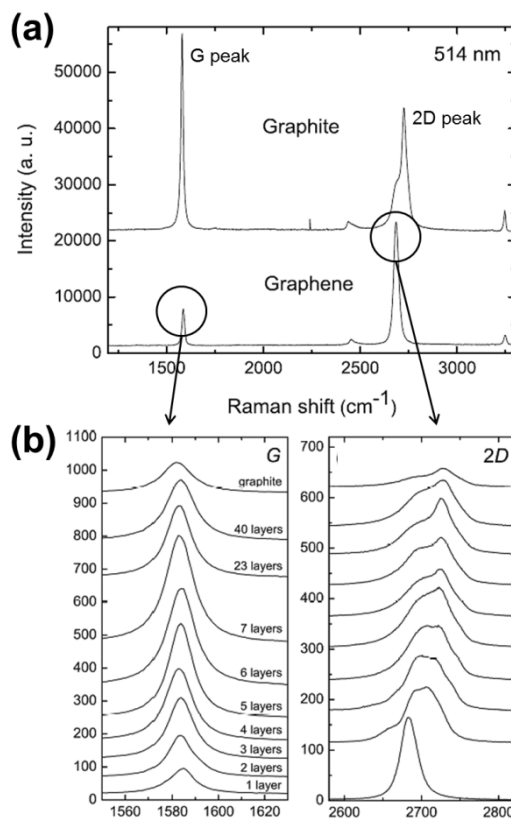 (a)
G peak
514 nm
2D peak
Graphite
Graphene
Intensity (a. u.)
50000
40000
30000
20000
10000
0
1500
2000
2500
3000
Raman shift (cm-1)
(b)
G
1100
1000
900
800
700
600
500
400
300
200
100
0
graphite
40 layers
23 layers
7 layers
6 layers
5 layers
4 layers
3 layers
2 layers
1 layer
1560
1580
1600
1620
2D
700
600
500
400
300
200
100
0
2600
2700
2800